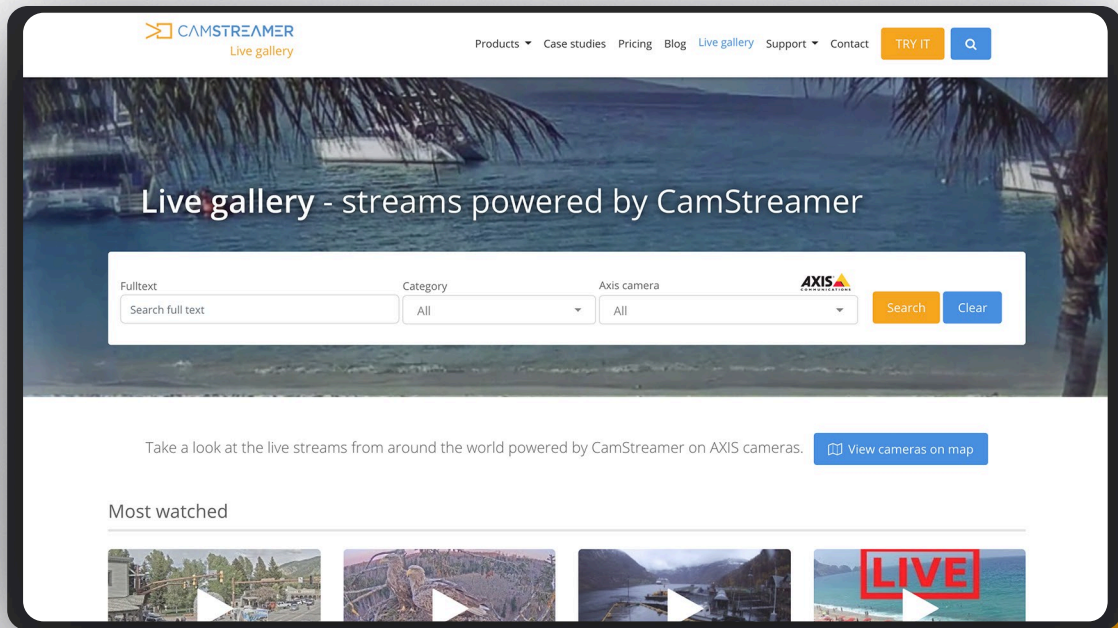 CAMSTREAMER
Live gallery
Products Case studies Pricing Blog Live gallery Support Contact TRY IT
Live gallery - streams powered by CamStreamer
AXIS
COMMUNICATIONS
Fulltext Category Axis camera
Search full text All All Search Clear
Take a look at the live streams from around the world powered by CamStreamer on AXIS cameras. View cameras on map
Most watched
LIVE